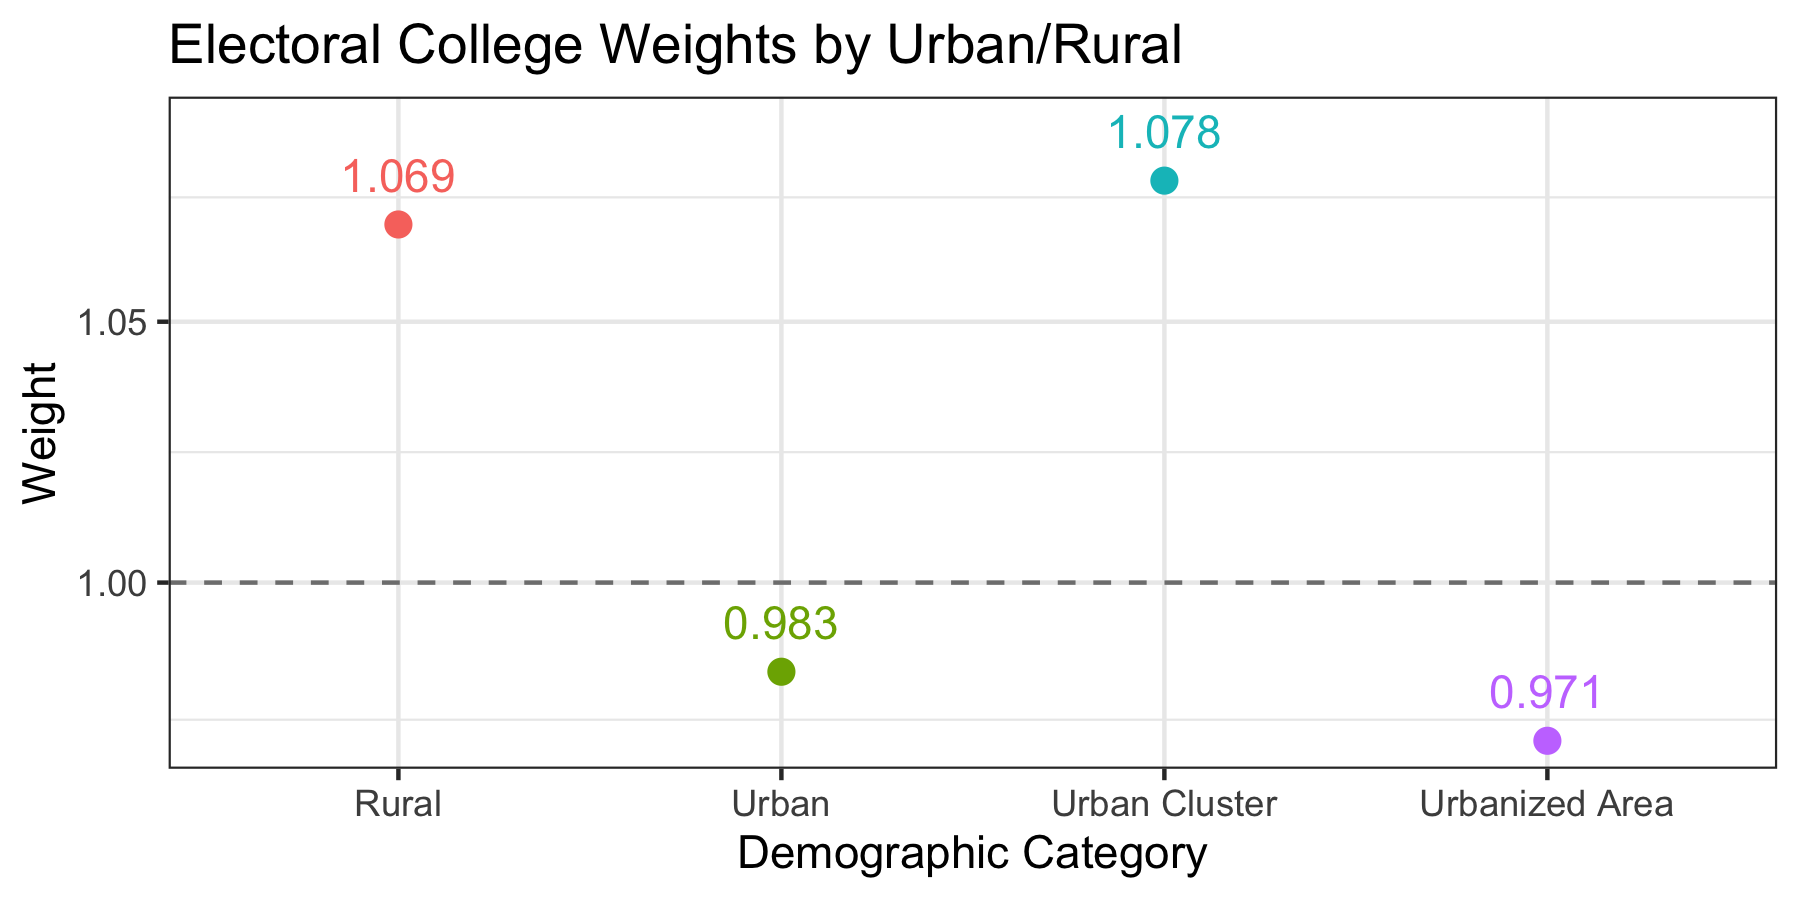 Electoral College Weights by Urban/Rural
1.078
1.069
1.05
Weight
1.00
0.983
0.971
Rural Urban Urban Cluster Urbanized Area
Demographic Category